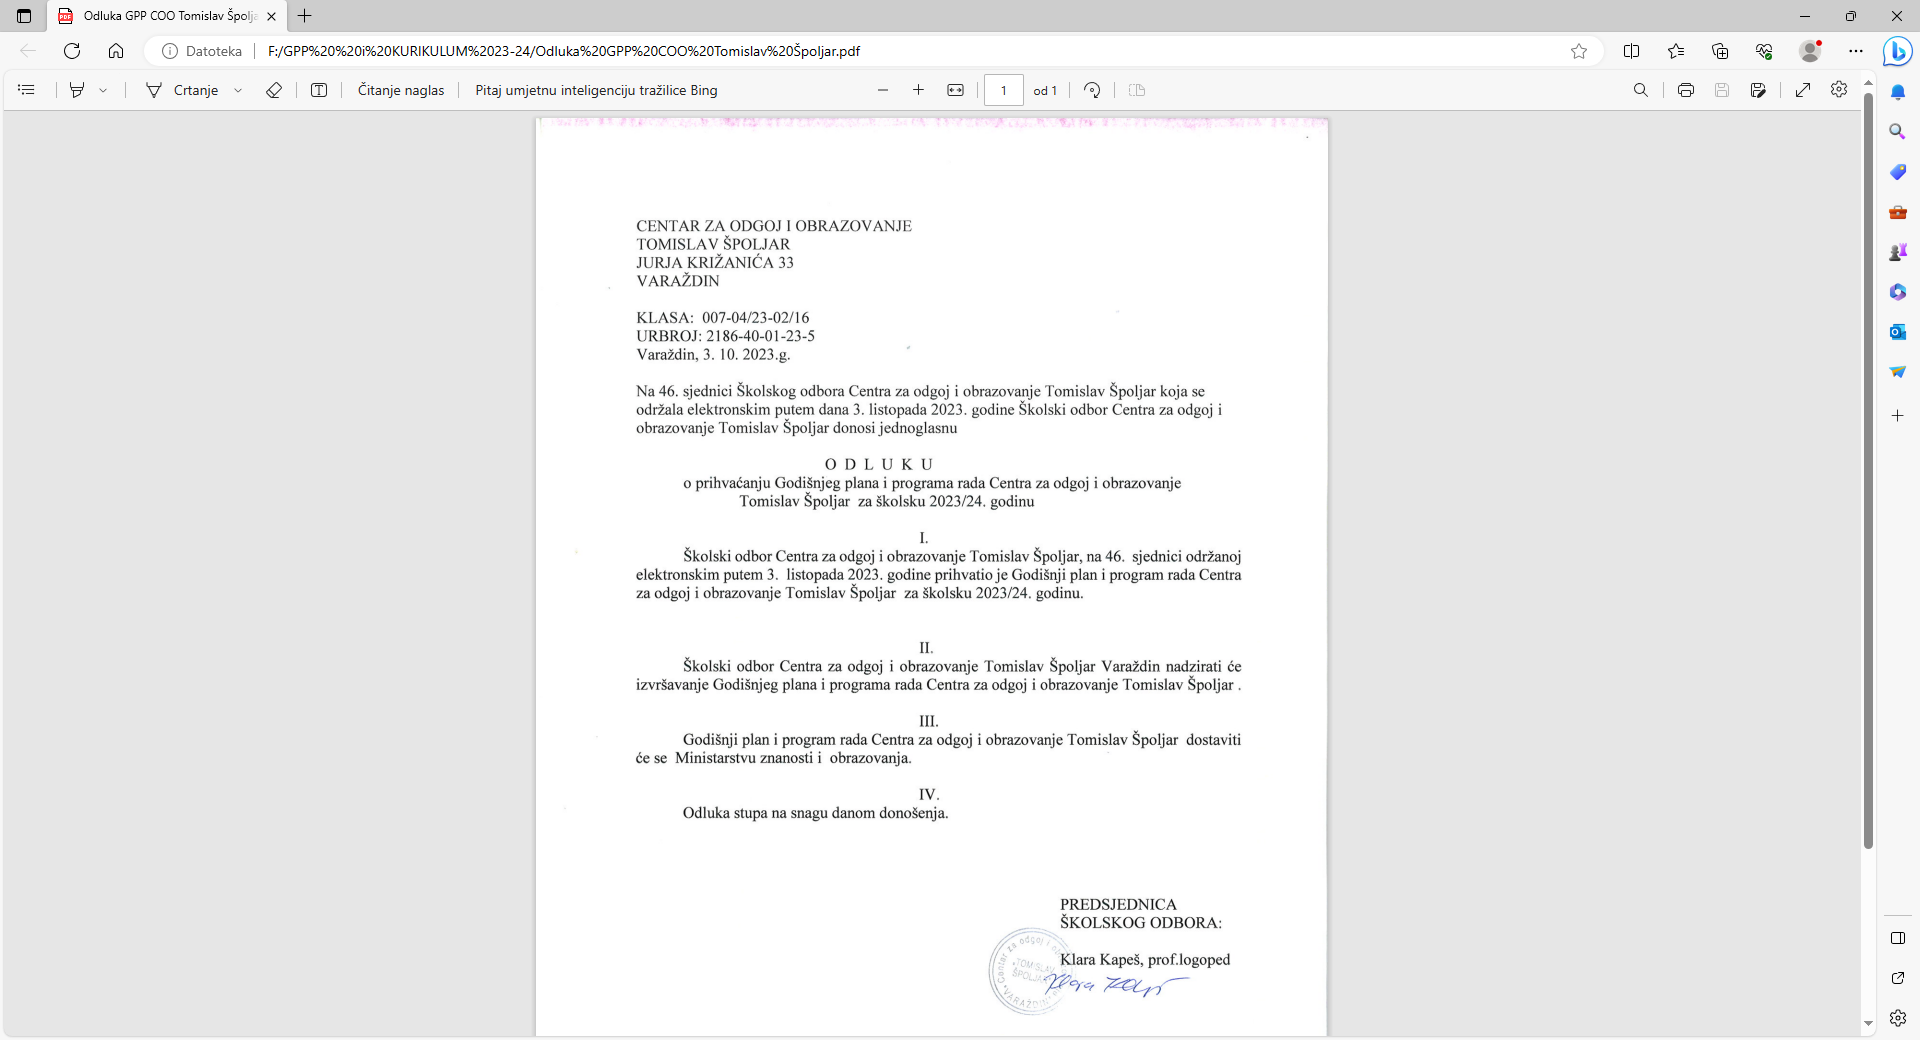 Odluka GPP COO Tomislav Špolja
Datoteka
F:/GPP%20%20i%20KURIKULUM%2023-24/Odluka%20GPP%20COO%20Tomislav%20Špoljar.pdf
Crtanje
Čitanje naglas
Pitaj umjetnu inteligenciju tražilice Bing
1
od 1
CENTAR ZA ODGOJ I OBRAZOVANJE
TOMISLAV ŠPOLJAR
JURJA KRIŽANIĆA 33
VARAŽDIN
KLASA: 007-04/23-02/16
URBROJ: 2186-40-01-23-5
Varaždin, 3. 10. 2023.g.
Na 46. sjednici Školskog odbora Centra za odgoj i obrazovanje Tomislav Špoljar koja se
održala elektronskim putem dana 3. listopada 2023. godine Školski odbor Centra za odgoj i
obrazovanje Tomislav Špoljar donosi jednoglasnu
O D L U K U
o prihvaćanju Godišnjeg plana i programa rada Centra za odgoj i obrazovanje
Tomislav Špoljar za školsku 2023/24. godinu
I.
Školski odbor Centra za odgoj i obrazovanje Tomislav Špoljar, na 46. sjednici održanoj
elektronskim putem 3. listopada 2023. godine prihvatio je Godišnji plan i program rada Centra
za odgoj i obrazovanje Tomislav Špoljar za školsku 2023/24. godinu.
II.
Školski odbor Centra za odgoj i obrazovanje Tomislav Špoljar Varaždin nadzirati će
izvršavanje Godišnjeg plana i programa rada Centra za odgoj i obrazovanje Tomislav Špoljar .
III.
Godišnji plan i program rada Centra za odgoj i obrazovanje Tomislav Špoljar dostaviti
će se Ministarstvu znanosti i obrazovanja.
IV.
Odluka stupa na snagu danom donošenja.
PREDSJEDNICA
ŠKOLSKOG ODBORA:
Klara Kapeš, prof.logoped
Centar za odgoj i
TOMISLAV
ŠPOLJAR
VARAŽDIN